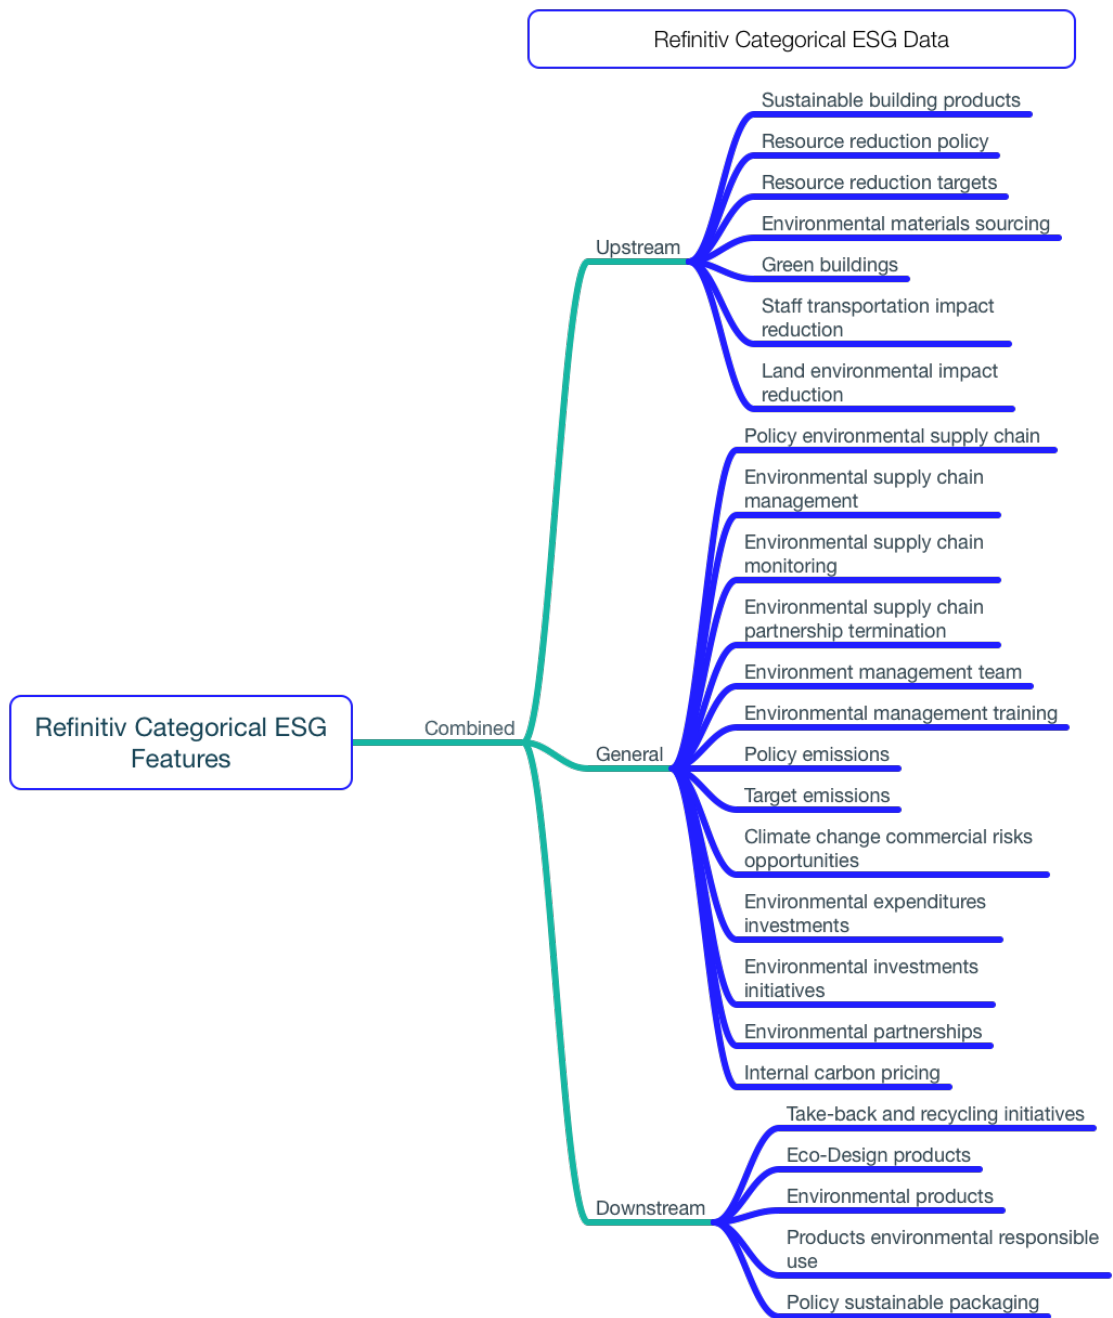 Refinitiv Categorical ESG Data
Sustainable building products
Resource reduction policy
Resource reduction targets
Environmental materials sourcing
Upstream
Green buildings
Staff transportation impact
reduction
Land environmental impact
reduction
Policy environmental supply chain
Environmental supply chain
management
Environmental supply chain
monitoring
Environmental supply chain
partnership termination
Environment management team
Environmental management training
Refinitiv Categorical ESG
Features
Combined
General
Policy emissions
Target emissions
Climate change commercial risks
opportunities
Environmental expenditures
investments
Environmental investments
initiatives
Environmental partnerships
Internal carbon pricing
Take-back and recycling initiatives
Eco-Design products
Environmental products
Downstream
Products environmental responsible
use
Policy sustainable packaging